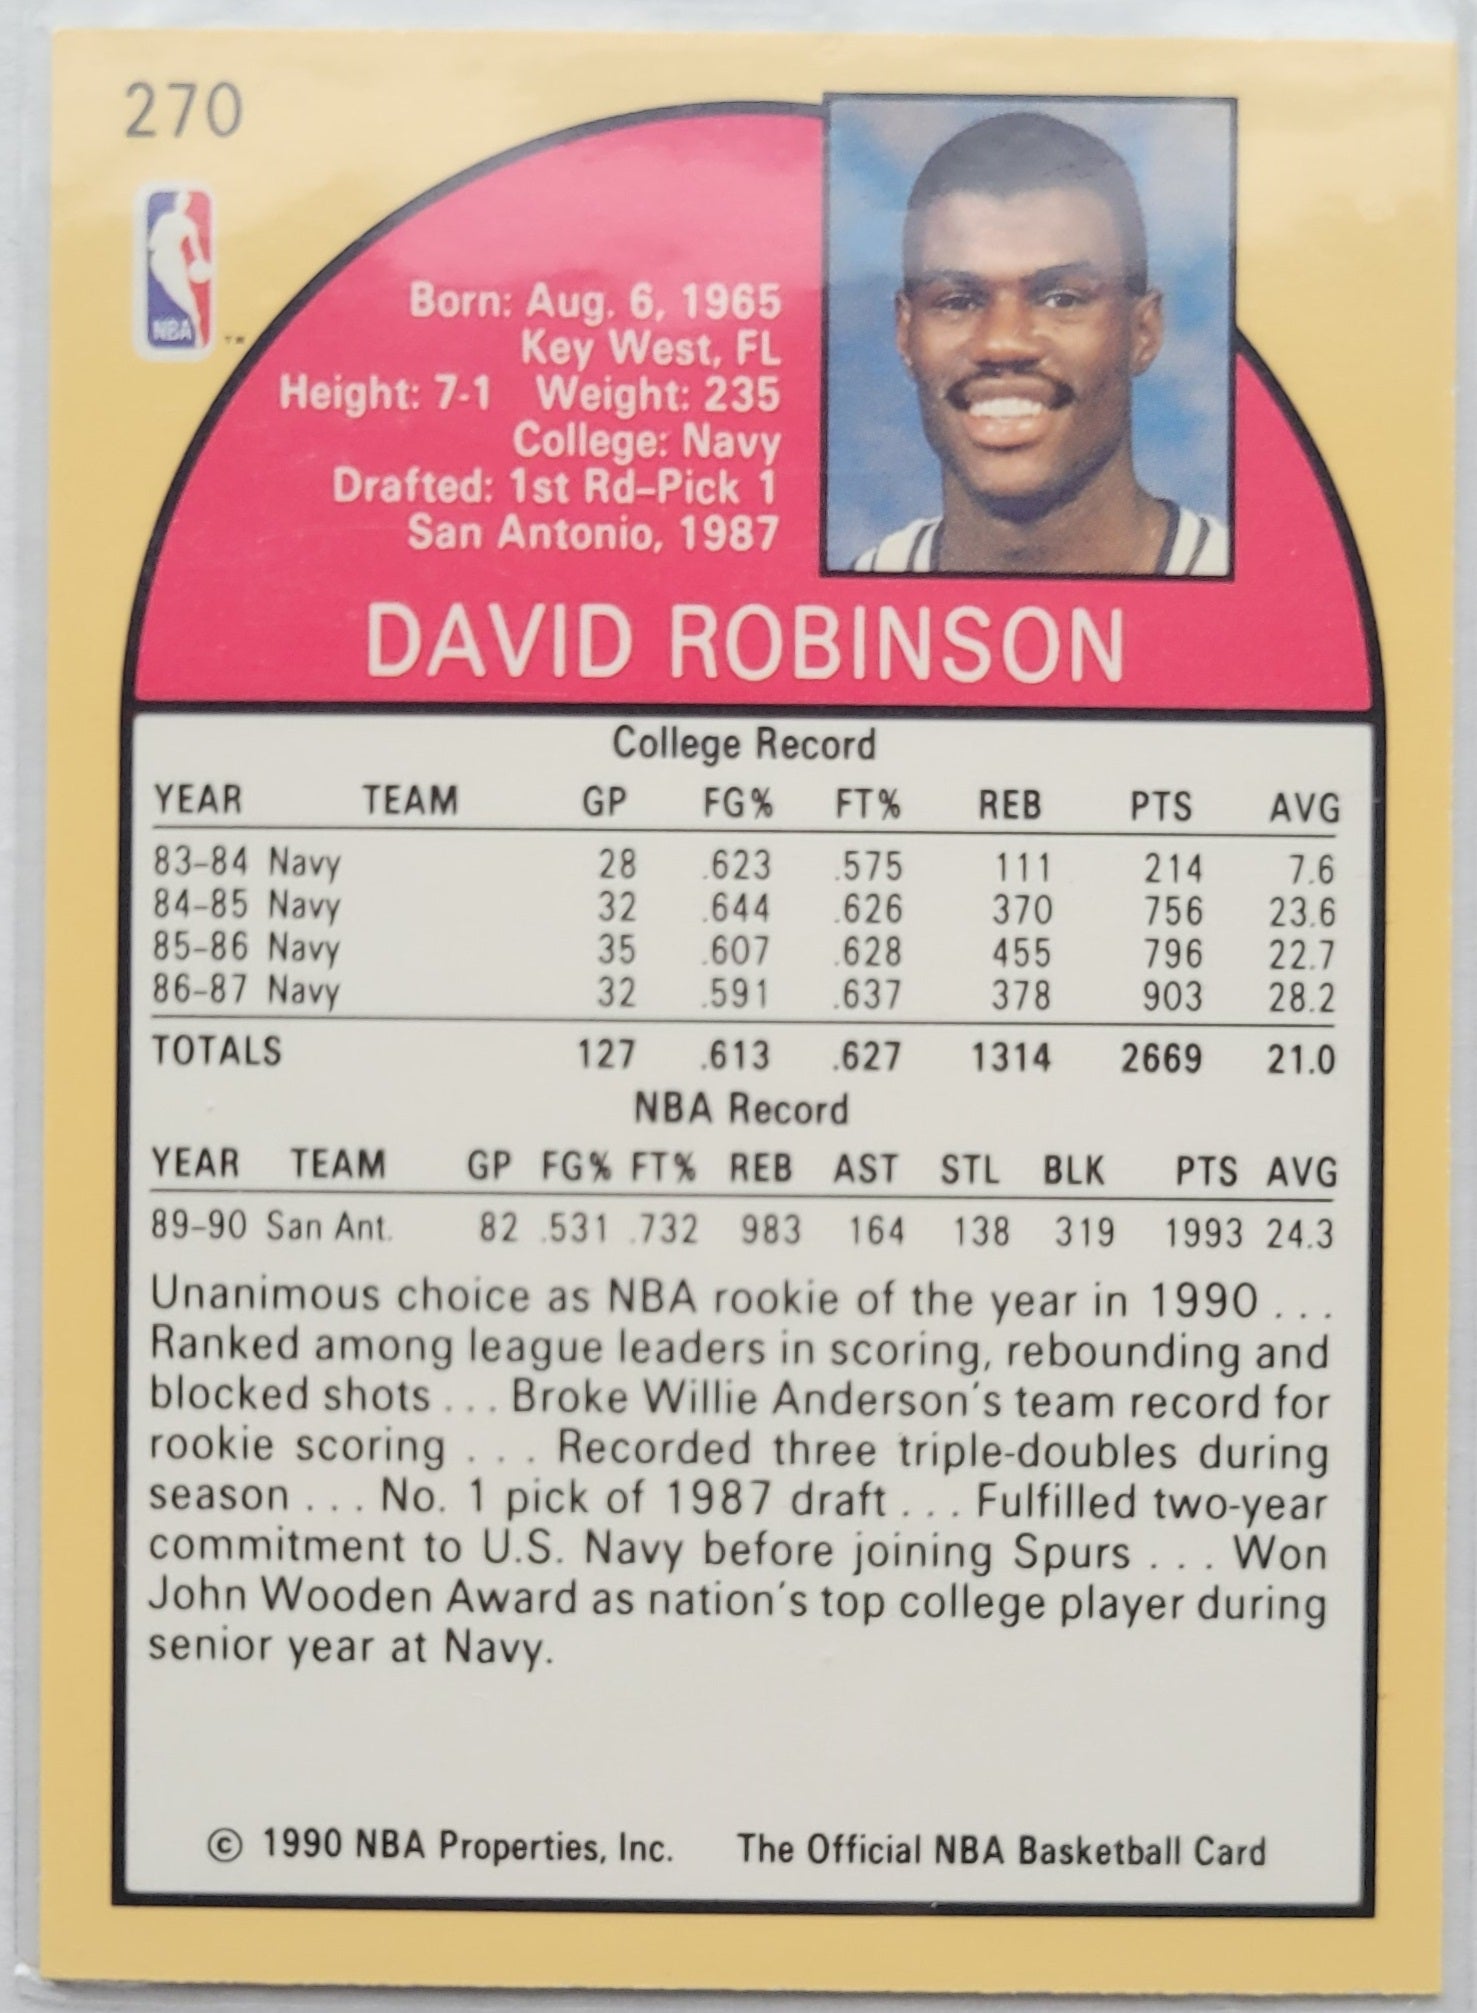 270
NBA
TM
Born: Aug. 6, 1965
Key West, FL
Height: 7-1 Weight: 235
College: Navy
Drafted: 1st Rd–Pick 1
San Antonio, 1987
DAVID ROBINSON
College Record
YEAR TEAM GP FG% FT% REB PTS AVG
83–84 Navy 28 .623 .575 111 214 7.6
84–85 Navy 32 .644 .626 370 756 23.6
85–86 Navy 35 .607 .628 455 796 22.7
86–87 Navy 32 .591 .637 378 903 28.2
TOTALS 127 .613 .627 1314 2669 21.0
NBA Record
YEAR TEAM GP FG% FT% REB AST STL BLK PTS AVG
89–90 San Ant. 82 .531 .732 983 164 138 319 1993 24.3
Unanimous choice as NBA rookie of the year in 1990 . . .
Ranked among league leaders in scoring, rebounding and
blocked shots . . . Broke Willie Anderson's team record for
rookie scoring . . . Recorded three triple-doubles during
season . . . No. 1 pick of 1987 draft . . . Fulfilled two-year
commitment to U.S. Navy before joining Spurs . . . Won
John Wooden Award as nation's top college player during
senior year at Navy.
© 1990 NBA Properties, Inc. The Official NBA Basketball Card